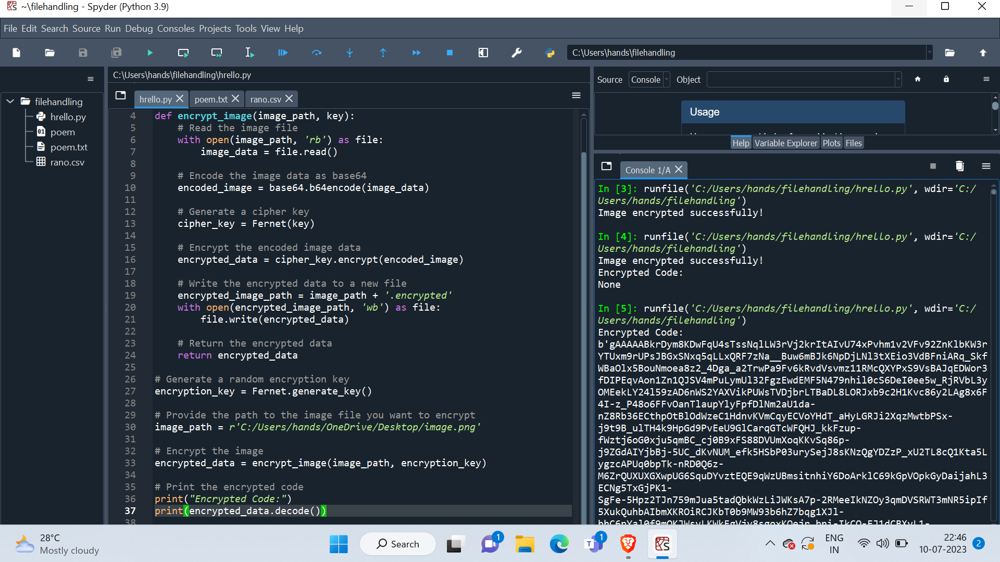 ~\filehandling - Spyder (Python 3.9)
File Edit Search Source Run Debug Consoles Projects Tools View Help
C:\Users\hands\filehandling
filehandling
hrello.py
poem
poem.txt
rano.csv
C:\Users\hands\filehandling\hrello.py
hrello.py poem.txt rano.csv
4 def encrypt_image(image_path, key):
5 # Read the image file
6 with open(image_path, 'rb') as file:
7 image_data = file.read()
8
9 # Encode the image data as base64
10 encoded_image = base64.b64encode(image_data)
11
12 # Generate a cipher key
13 cipher_key = Fernet(key)
14
15 # Encrypt the encoded image data
16 encrypted_data = cipher_key.encrypt(encoded_image)
17
18 # Write the encrypted data to a new file
19 encrypted_image_path = image_path + '.encrypted'
20 with open(encrypted_image_path, 'wb') as file:
21 file.write(encrypted_data)
22
23 # Return the encrypted data
24 return encrypted_data
25
26 # Generate a random encryption key
27 encryption_key = Fernet.generate_key()
28
29 # Provide the path to the image file you want to encrypt
30 image_path = r'C:/Users/hands/OneDrive/Desktop/image.png'
31
32 # Encrypt the image
33 encrypted_data = encrypt_image(image_path, encryption_key)
34
35 # Print the encrypted code
36 print("Encrypted Code:")
37 print(encrypted_data.decode())
38
Source Console Object
Usage
Help Variable Explorer Plots Files
Console 1/A
In [3]: runfile('C:/Users/hands/filehandling/hrello.py', wdir='C:/
Users/hands/filehandling')
Image encrypted successfully!
In [4]: runfile('C:/Users/hands/filehandling/hrello.py', wdir='C:/
Users/hands/filehandling')
Image encrypted successfully!
Encrypted Code:
None
In [5]: runfile('C:/Users/hands/filehandling/hrello.py', wdir='C:/
Users/hands/filehandling')
Encrypted Code:
b'gAAAAABkrDym8KDwFqU4sTssNqlLW3rVj2krItAIvU74xPvhm1v2VFv92ZnKlbKW3r
YTUxm9rUPsJBGxSNxq5qLLxQRF7zNa__Buw6mBJk6NpDjLNl3tXEio3VdBFniARq_Skf
WBaOlx5BouNmoea8z2_4Dga_a2TrwPa9Fv6kRvdVsvmz11RMcQXYPxS9VsBAJqEDWor3
fDIPEqvAon1Zn1QJSV4mPuLymUl32FgzEwdEMF5N479nhil0cS6DeI0ee5w_RjRVbL3y
OMEekLY24l59zAD6nWS2YAXVikPUWsTVDjbrLTBaDL8LORJxb9c2H1Kvc86y2LAg8x6F
4I-z_P48o6FFvOanTlaupYlyFpfDlNm2aU1da-
nZ8Rb36ECthpOtBlOdWzeC1HdnvKVmCqyECVoYHdT_aHyLGRJi2XqzMwtbPSx-
j9t9B_ulTH4k9HpGd9PvEeU9GlCarqGTcWFQHJ_kkFzup-
fWztj6oG0xju5qmBC_cj0B9xFS88DVUmXoqKKvSq86p-
j9ZGdAIYjbBj-5UC_dKvNUM_efk5HSbP03urySejJ8sKNzQgYDZzP_xU2TL8cQ1Kta5L
ygzcAPUq0bpTk-nRD0Q6z-
M6ZrQUXUXGXwpUG6SquDYvztEQE9qWzUBmsitnhiY6DoArklC69kGpVOpkGyDaijahL3
ECNg5TxGjPK1-
SgFe-5Hpz2TJn759mJua5tadQbkWzLiJWKsA7p-2RMeeIkNZOy3qmDVSRWT3mNR5ipIf
5XukQuhbAIbmXKROiRCJKbT0b9MW93b6hZ7bqg1XJl-
28°C
Mostly cloudy
Search
1
1
ENG
IN
22:46
10-07-2023
2